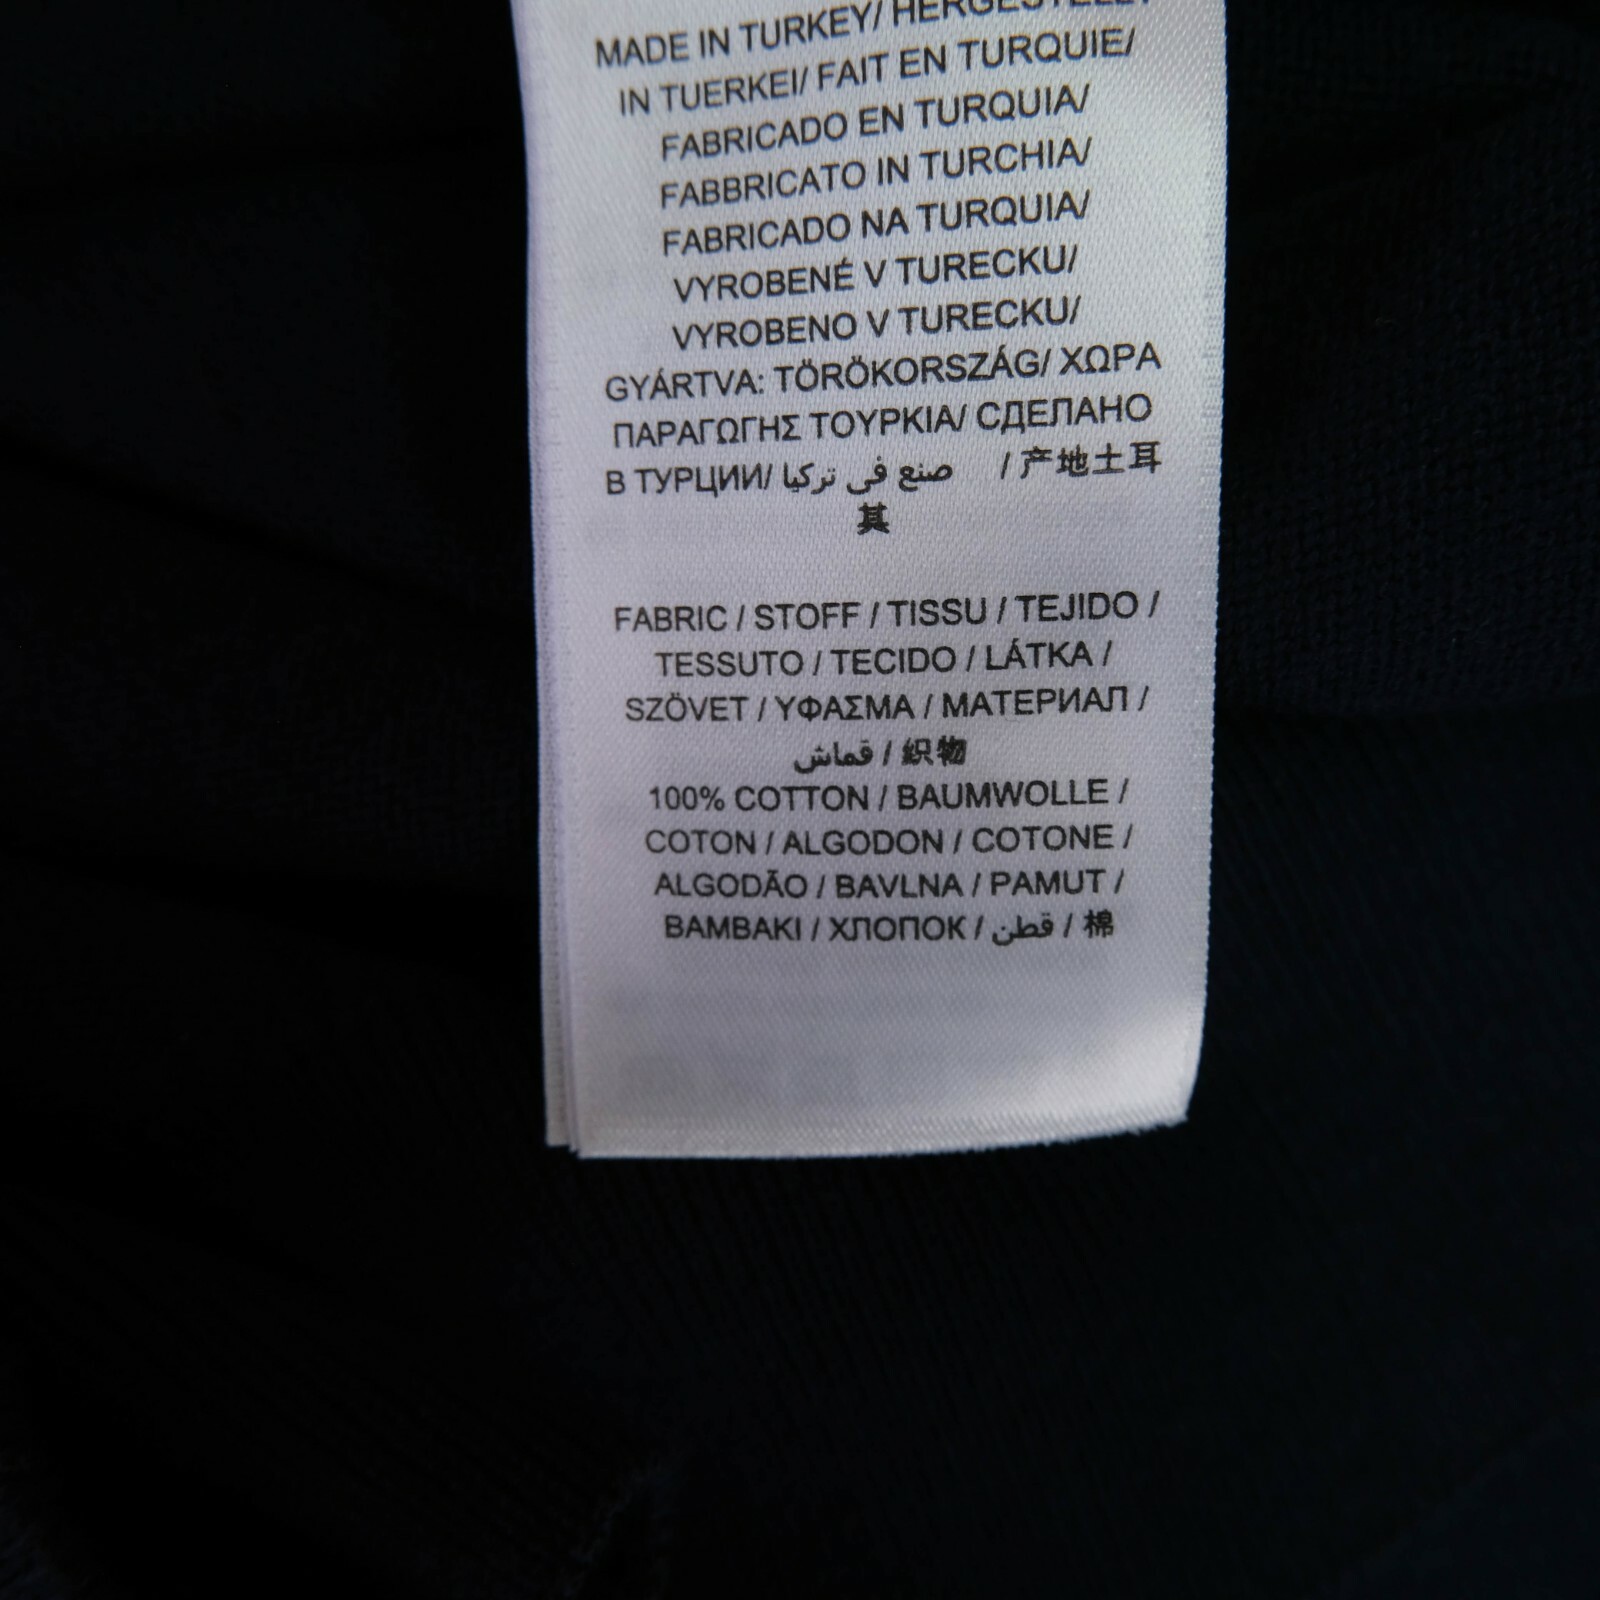 MADE IN TURKEY/ HERGESTELLT
IN TUERKEI/ FAIT EN TURQUIE/
FABRICADO EN TURQUIA/
FABBRICATO IN TURCHIA/
FABRICADO NA TURQUIA/
VYROBENÉ V TURECKU/
VYROBENO V TURECKU/
GYÁRTVA: TÖRÖKORSZÁG/ ΧΩΡΑ
ΠΑΡΑΓΩΓΗΣ ΤΟΥΡΚΙΑ/ СДЕЛАНО
В ТУРЦИИ/ صنع في تركيا / 产地土耳
其
FABRIC / STOFF / TISSU / TEJIDO /
TESSUTO / TECIDO / LÁTKA /
SZÖVET / ΥΦΑΣΜΑ / МАТЕРИАЛ /
قماش / 织物
100% COTTON / BAUMWOLLE /
COTON / ALGODON / COTONE /
ALGODÃO / BAVLNA / PAMUT /
BAMBAKI / ХЛОПОК / قطن / 棉